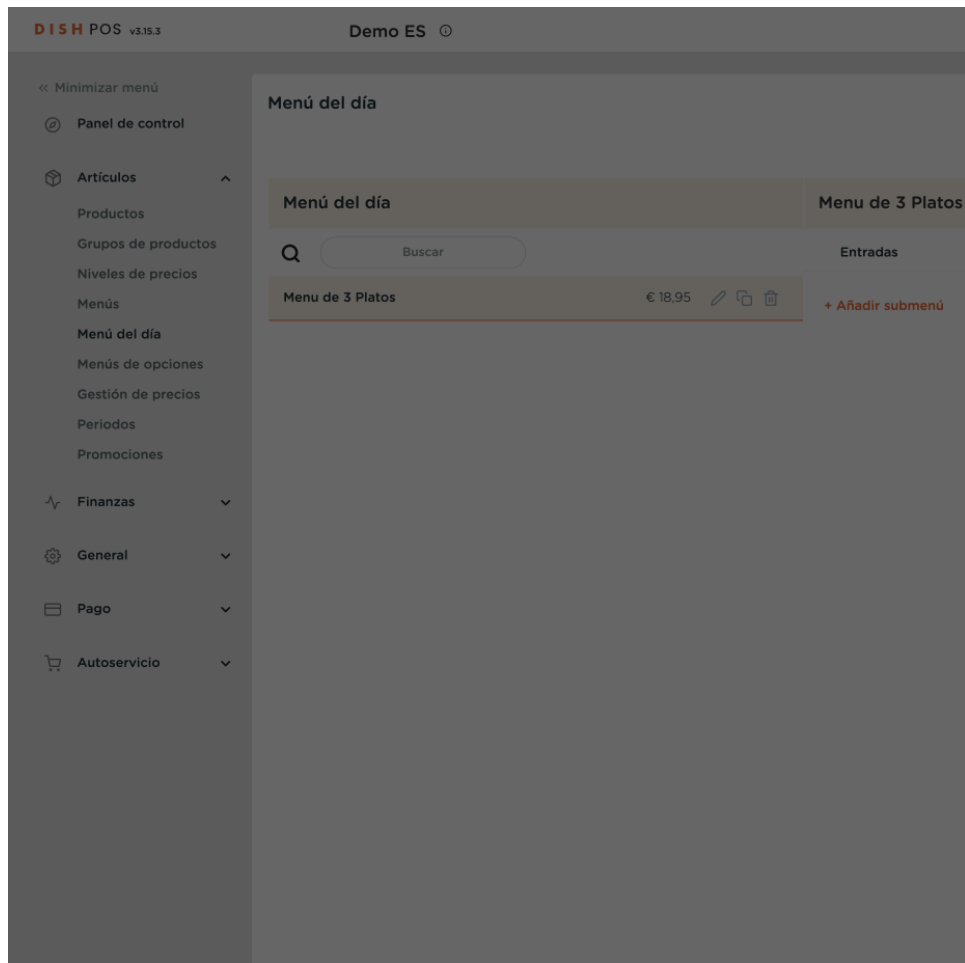 DISH POS v3.15.3
Demo ES
Minimizar menú
Panel de control
Artículos
Productos
Grupos de productos
Niveles de precios
Menús
Menú del día
Menús de opciones
Gestión de precios
Periodos
Promociones
Finanzas
General
Pago
Autoservicio
Menú del día
Menú del día
Buscar
Menu de 3 Platos € 18,95
Menu de 3 Platos
Entradas
+ Añadir submenú